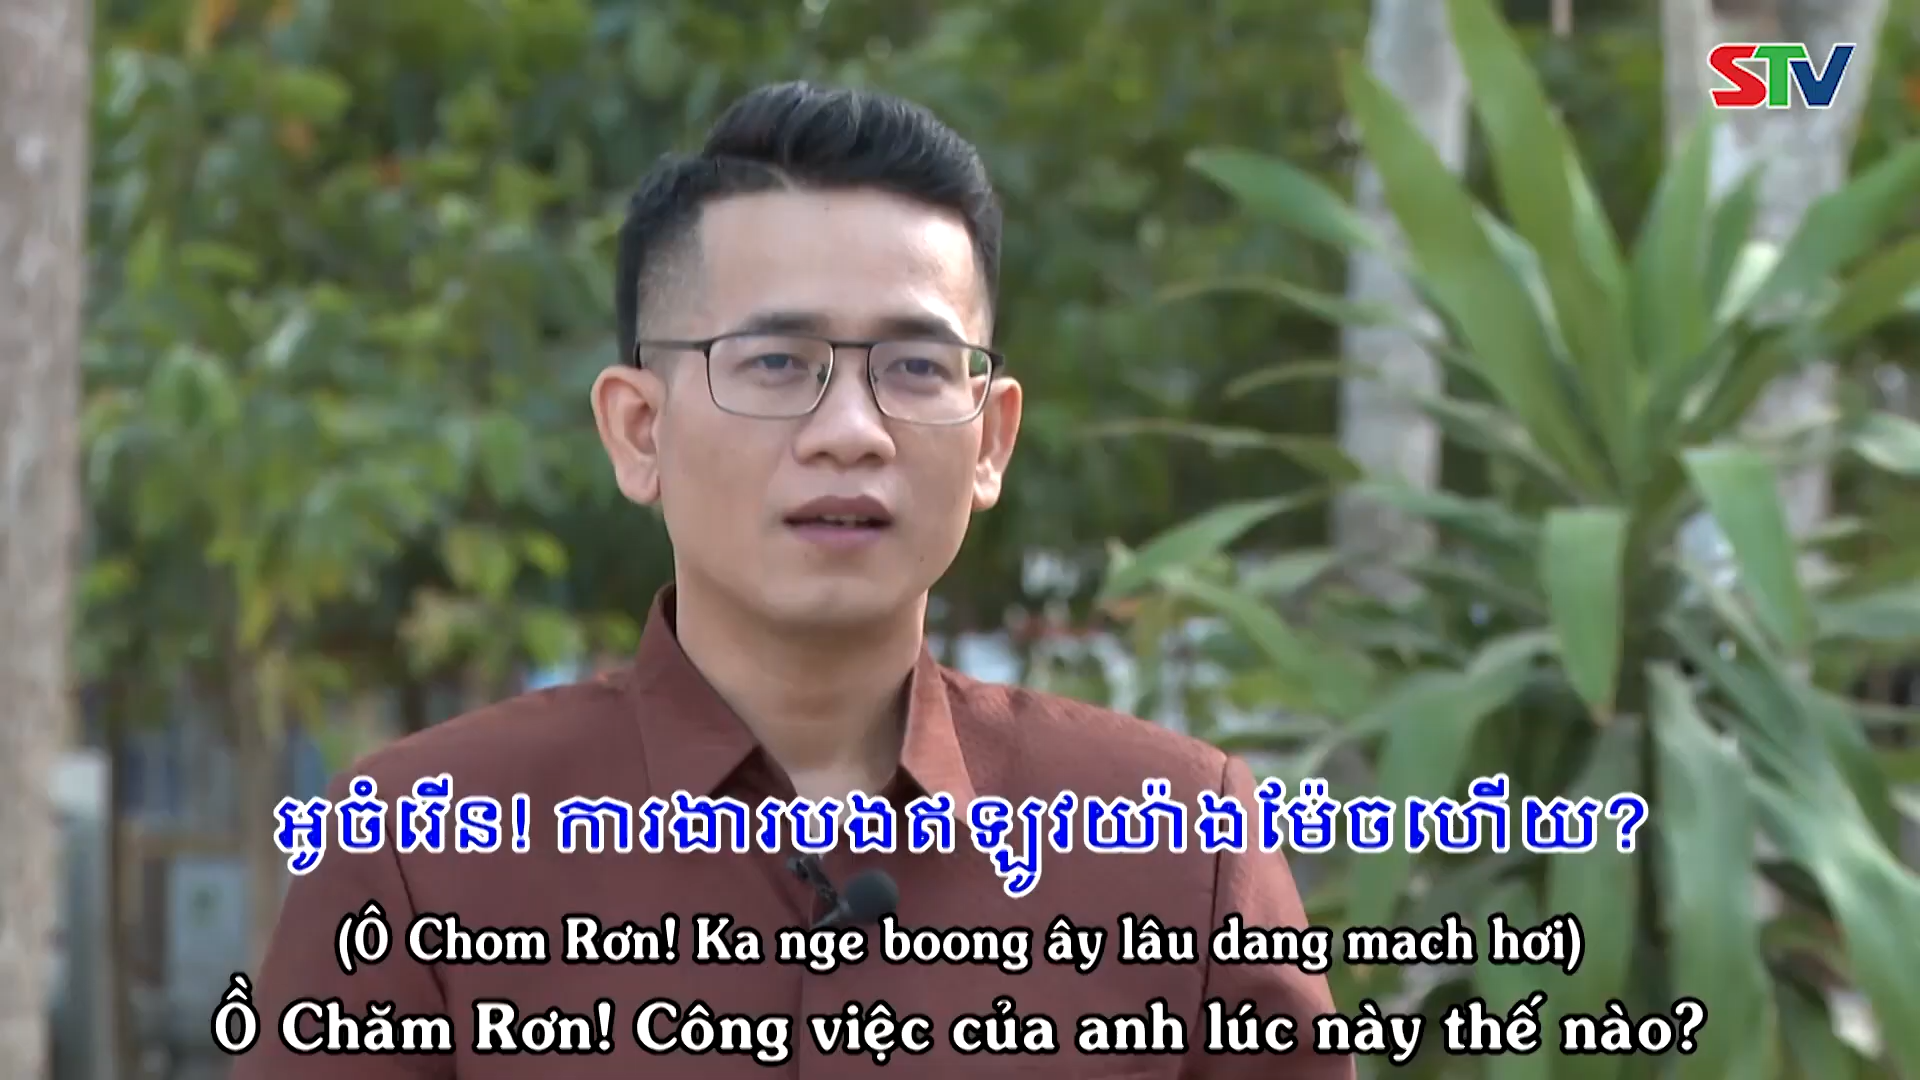 STV
អូចំរើន! ការងារបងឥឡូវយ៉ាងម៉ែចហើយ?
(Ô Chom Rơn! Ka nge boong ây lâu dang mach hơi)
Ồ Chăm Rơn! Công việc của anh lúc này thế nào?